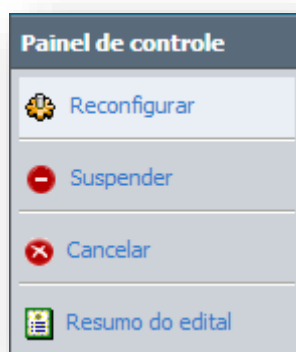 Painel de controle
Reconfigurar
Suspender
Cancelar
Resumo do edital